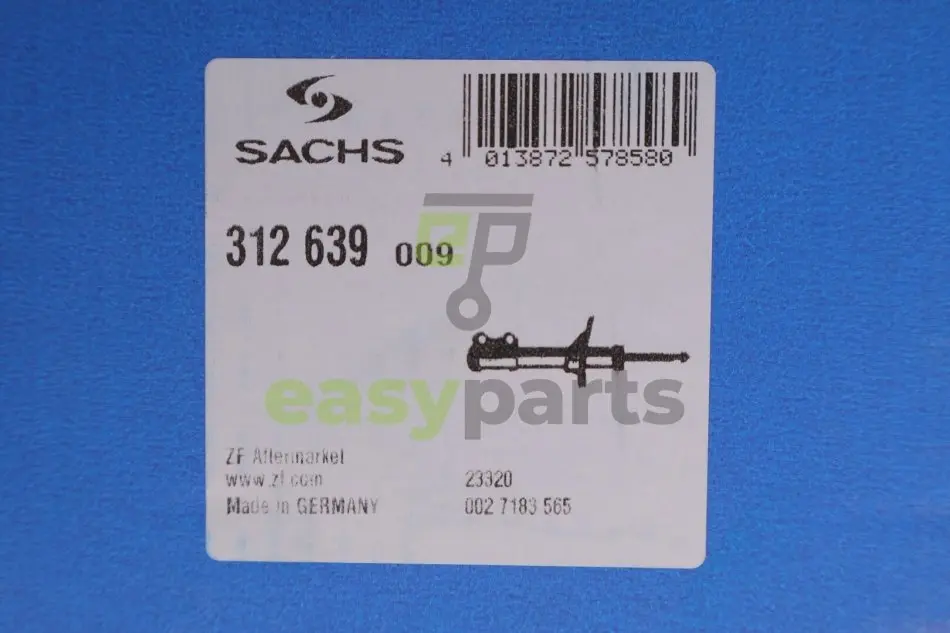 SACHS
4 013872 578580
312 639 009
EP
easyparts
ZF Aftermarket
www.zf.com
Made in GERMANY
23320
002 7183 565